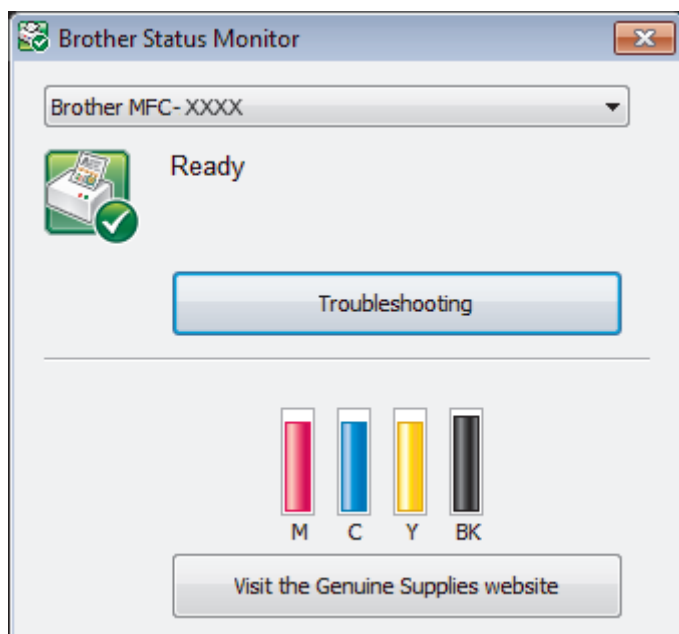 Brother Status Monitor
Brother MFC- XXXX
Ready
Troubleshooting
M C Y BK
Visit the Genuine Supplies website